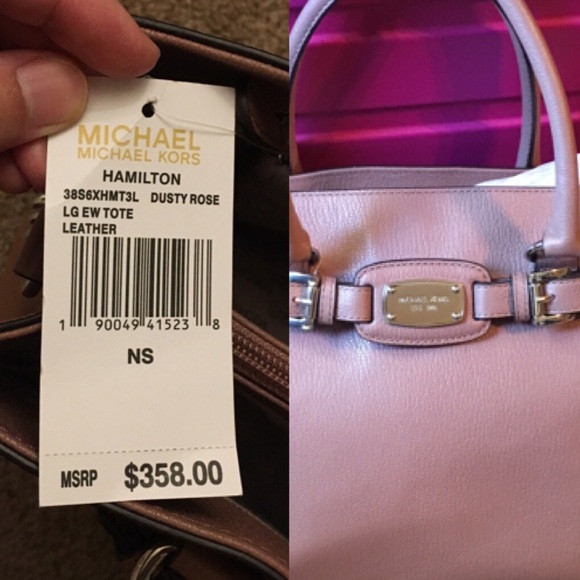 MICHAEL
MICHAEL KORS
HAMILTON
38S6XHMT3L DUSTY ROSE
LG EW TOTE
LEATHER
1 90049 41523 8
NS
MSRP $358.00
MICHAEL KORS